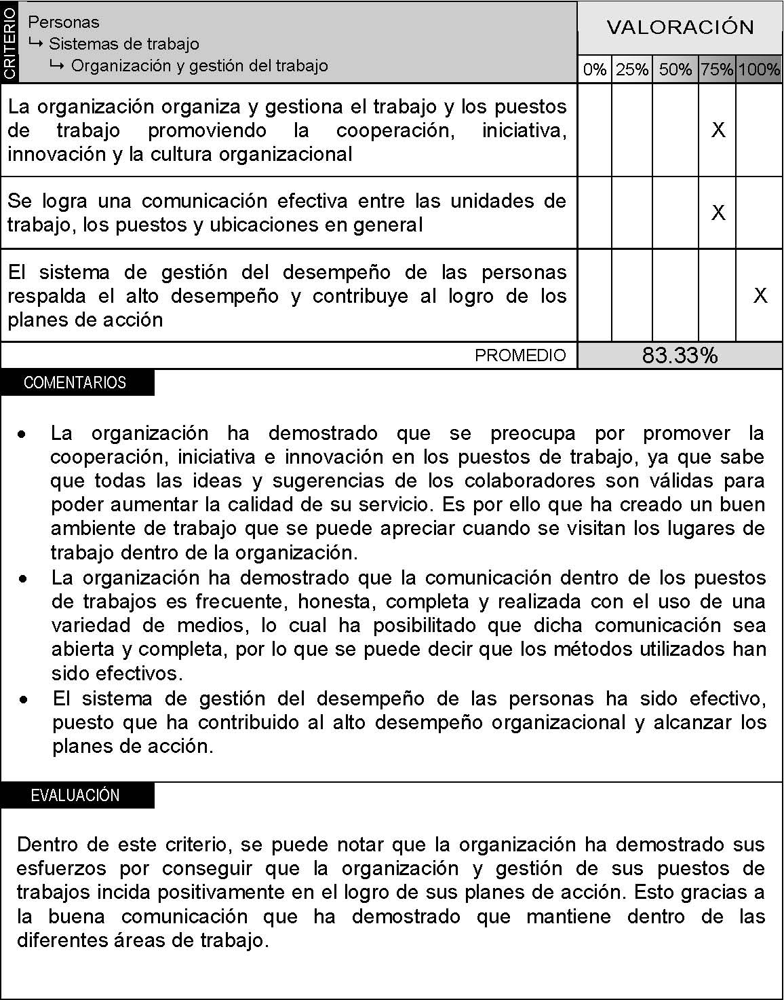 CRITERIO
Personas
↳ Sistemas de trabajo
↳ Organización y gestión del trabajo
VALORACIÓN
0% 25% 50% 75% 100%
La organización organiza y gestiona el trabajo y los puestos
de trabajo promoviendo la cooperación, iniciativa,
innovación y la cultura organizacional
X
Se logra una comunicación efectiva entre las unidades de
trabajo, los puestos y ubicaciones en general
X
El sistema de gestión del desempeño de las personas
respalda el alto desempeño y contribuye al logro de los
planes de acción
X
PROMEDIO 83.33%
COMENTARIOS
• La organización ha demostrado que se preocupa por promover la
cooperación, iniciativa e innovación en los puestos de trabajo, ya que sabe
que todas las ideas y sugerencias de los colaboradores son válidas para
poder aumentar la calidad de su servicio. Es por ello que ha creado un buen
ambiente de trabajo que se puede apreciar cuando se visitan los lugares de
trabajo dentro de la organización.
• La organización ha demostrado que la comunicación dentro de los puestos
de trabajos es frecuente, honesta, completa y realizada con el uso de una
variedad de medios, lo cual ha posibilitado que dicha comunicación sea
abierta y completa, por lo que se puede decir que los métodos utilizados han
sido efectivos.
• El sistema de gestión del desempeño de las personas ha sido efectivo,
puesto que ha contribuido al alto desempeño organizacional y alcanzar los
planes de acción.
EVALUACIÓN
Dentro de este criterio, se puede notar que la organización ha demostrado sus
esfuerzos por conseguir que la organización y gestión de sus puestos de
trabajos incida positivamente en el logro de sus planes de acción. Esto gracias a
la buena comunicación que ha demostrado que mantiene dentro de las
diferentes áreas de trabajo.